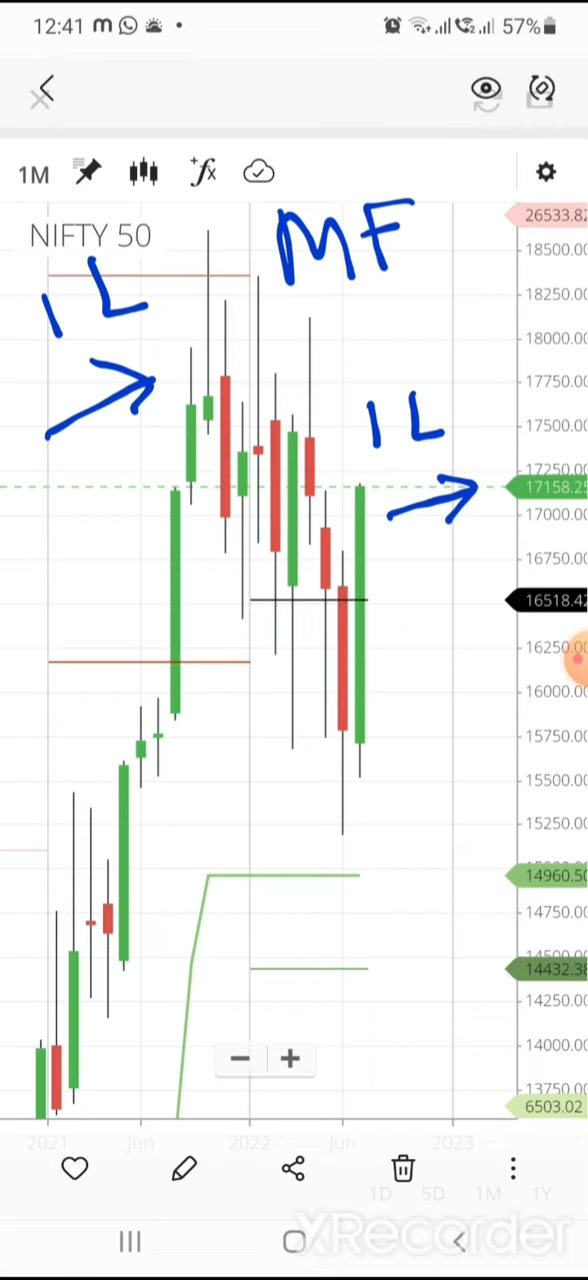 12:41 m 57%
1M +fx
NIFTY 50
MF
1L
1L
26533.82
18500.00
18250.00
18000.00
17750.00
17500.00
17250.00
17158.25
17000.00
16750.00
16518.42
16250.00
16000.00
15750.00
15500.00
15250.00
14960.50
14750.00
14500.00
14432.38
14250.00
14000.00
13750.00
6503.02
2021 Jun 2022 Jun 2023
1D 5D 1M 1Y
XRecorder